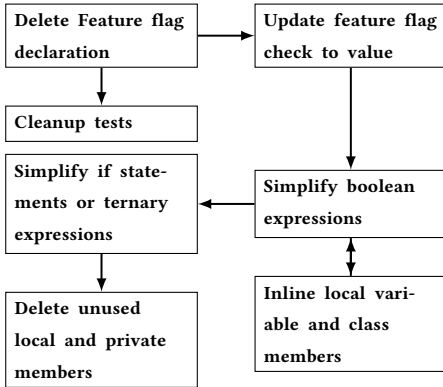 Delete Feature flag
declaration
Update feature flag
check to value
Cleanup tests
Simplify if state-
ments or ternary
expressions
Simplify boolean
expressions
Delete unused
local and private
members
Inline local vari-
able and class
members